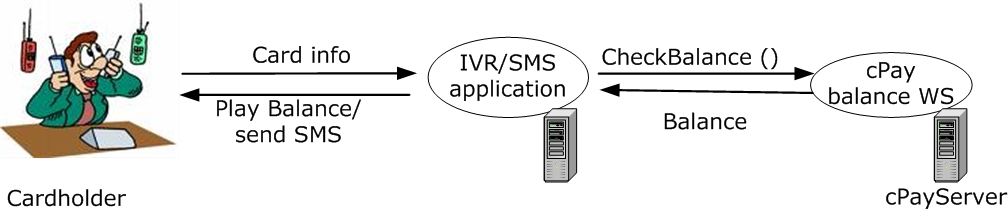 Card info
Play Balance/
send SMS
Cardholder
IVR/SMS
application
CheckBalance ()
Balance
cPay
balance WS
cPayServer